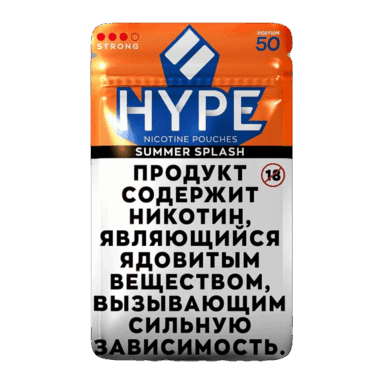 STRONG
PORTION
50
HYPE
NICOTINE POUCHES
SUMMER SPLASH
ПРОДУКТ
18
СОДЕРЖИТ
НИКОТИН,
ЯВЛЯЮЩИЙСЯ
ЯДОВИТЫМ
ВЕЩЕСТВОМ,
ВЫЗЫВАЮЩИМ
СИЛЬНУЮ
ЗАВИСИМОСТЬ.